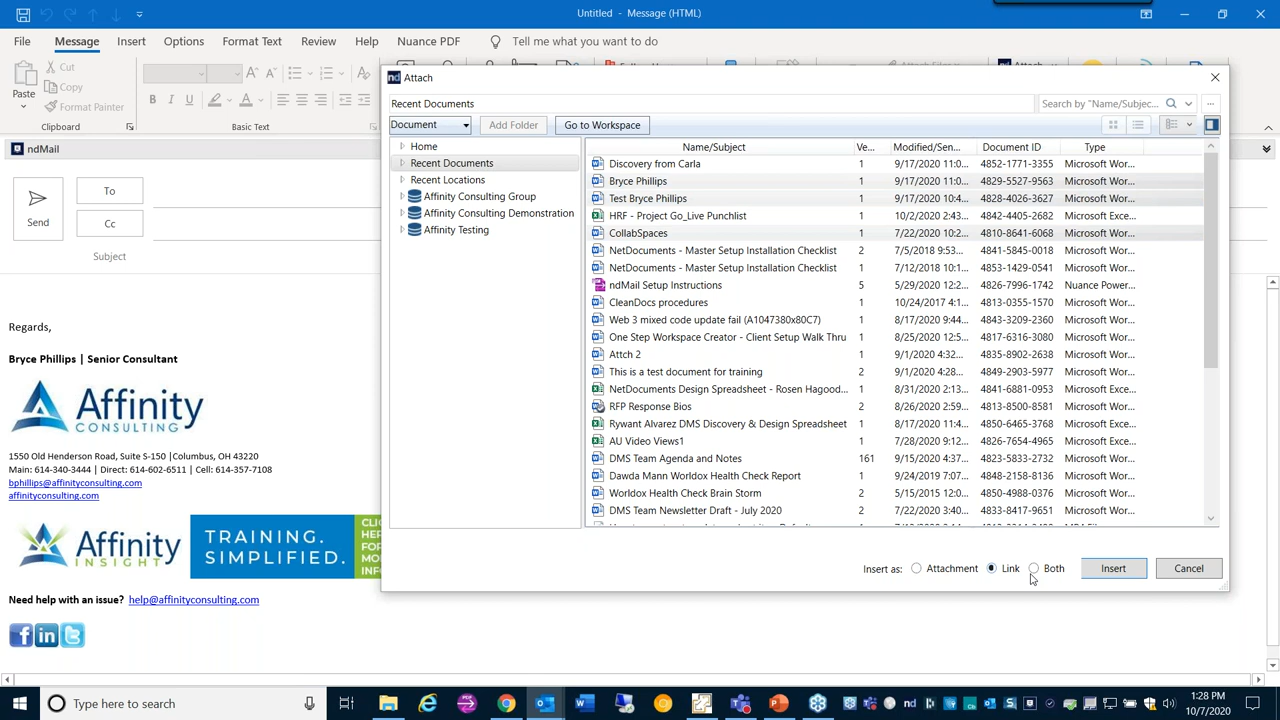 Untitled - Message (HTML)
File Message Insert Options Format Text Review Help Nuance PDF Tell me what you want to do
Paste
Cut
Copy
Format Painter
Clipboard
B I U
Basic Text
ndMail
Send
To
Cc
Subject
nd Attach
Recent Documents
Search by "Name/Subjec...
Document
Add Folder
Go to Workspace
Home
Recent Documents
Recent Locations
Affinity Consulting Group
Affinity Consulting Demonstration
Affinity Testing
Name/Subject Ve... Modified/Sen... Document ID Type
Discovery from Carla 1 9/17/2020 11:0... 4852-1771-3355 Microsoft Wor...
Bryce Phillips 1 9/17/2020 11:0... 4829-5527-9563 Microsoft Wor...
Test Bryce Phillips 1 9/17/2020 10:4... 4828-4026-3627 Microsoft Wor...
HRF - Project Go_Live Punchlist 1 10/2/2020 2:43... 4842-4405-2682 Microsoft Exce...
CollabSpaces 1 7/22/2020 10:2... 4810-8641-6068 Microsoft Wor...
NetDocuments - Master Setup Installation Checklist 2 7/5/2018 9:53... 4841-5845-0018 Microsoft Wor...
NetDocuments - Master Setup Installation Checklist 1 7/12/2018 10:1... 4853-1429-0541 Microsoft Wor...
ndMail Setup Instructions 5 5/29/2020 12:2... 4826-7996-1742 Nuance Power...
CleanDocs procedures 1 10/24/2017 4:1... 4813-0355-1570 Microsoft Wor...
Web 3 mixed code update fail (A1047380x80C7) 1 8/17/2020 9:44... 4843-3209-2360 Microsoft Wor...
One Step Workspace Creator - Client Setup Walk Thru 1 8/25/2020 12:5... 4817-6316-3080 Microsoft Wor...
Attch 2 1 9/1/2020 4:32... 4835-8902-2638 Microsoft Wor...
This is a test document for training 2 9/1/2020 4:28... 4849-2903-5977 Microsoft Wor...
NetDocuments Design Spreadsheet - Rosen Hagood... 1 8/31/2020 2:13... 4841-6881-0953 Microsoft Exce...
RFP Response Bios 2 8/26/2020 2:59... 4813-8500-8581 Microsoft Wor...
Rywant Alvarez DMS Discovery & Design Spreadsheet 1 8/17/2020 11:4... 4850-6465-3768 Microsoft Exce...
AU Video Views1 1 7/28/2020 9:12... 4826-7654-4965 Microsoft Exce...
DMS Team Agenda and Notes 161 9/15/2020 4:37... 4823-5833-2732 Microsoft Wor...
Dawda Mann Worldox Health Check Report 1 9/24/2019 7:07... 4848-2158-8136 Microsoft Wor...
Worldox Health Check Brain Storm 2 5/15/2015 12:0... 4850-4988-0376 Microsoft Wor...
DMS Team Newsletter Draft - July 2020 2 7/22/2020 3:40... 4833-8417-9651 Microsoft Wor...
Insert as: Attachment Link Both Insert Cancel
Regards,
Bryce Phillips | Senior Consultant
Affinity
CONSULTING
1550 Old Henderson Road, Suite S-150 |Columbus, OH 43220
Main: 614-340-3444 | Direct: 614-602-6511 | Cell: 614-357-7108
bphillips@affinityconsulting.com
affinityconsulting.com
Affinity
INSIGHT
TRAINING.
SIMPLIFIED.
CLI
HER
FOR
MO
INF
Need help with an issue? help@affinityconsulting.com
Type here to search
1:28 PM
10/7/2020